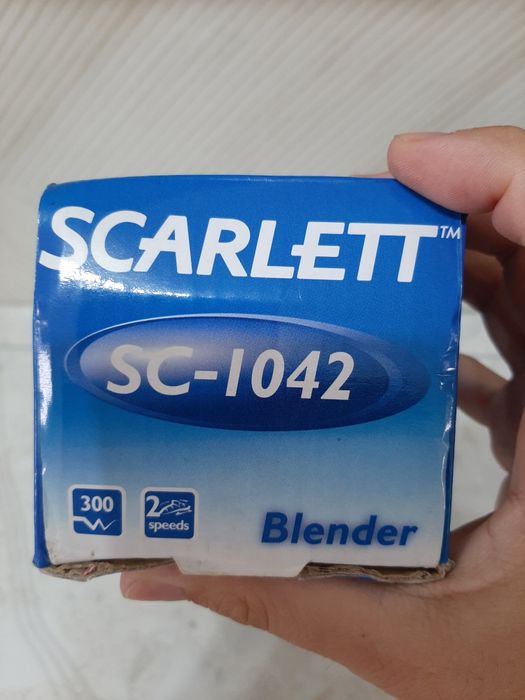 SCARLETT™
SC-1042
300 2 speeds
Blender